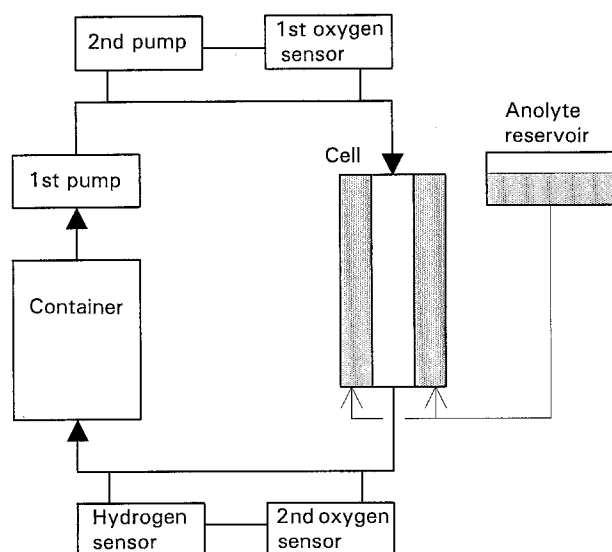 2nd pump
1st oxygen
sensor
Anolyte
reservoir
Cell
1st pump
Container
Hydrogen
sensor
2nd oxygen
sensor